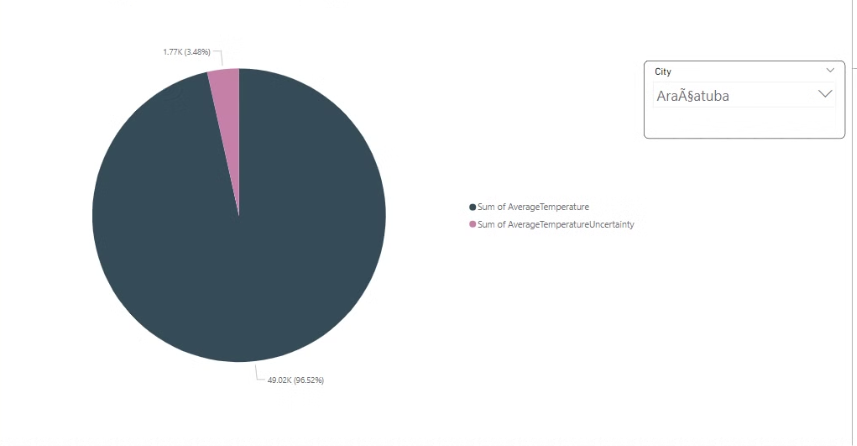 1.77K (3.48%)
City
AraÃ§atuba
Sum of AverageTemperature
Sum of AverageTemperatureUncertainty
49.02K (96.52%)